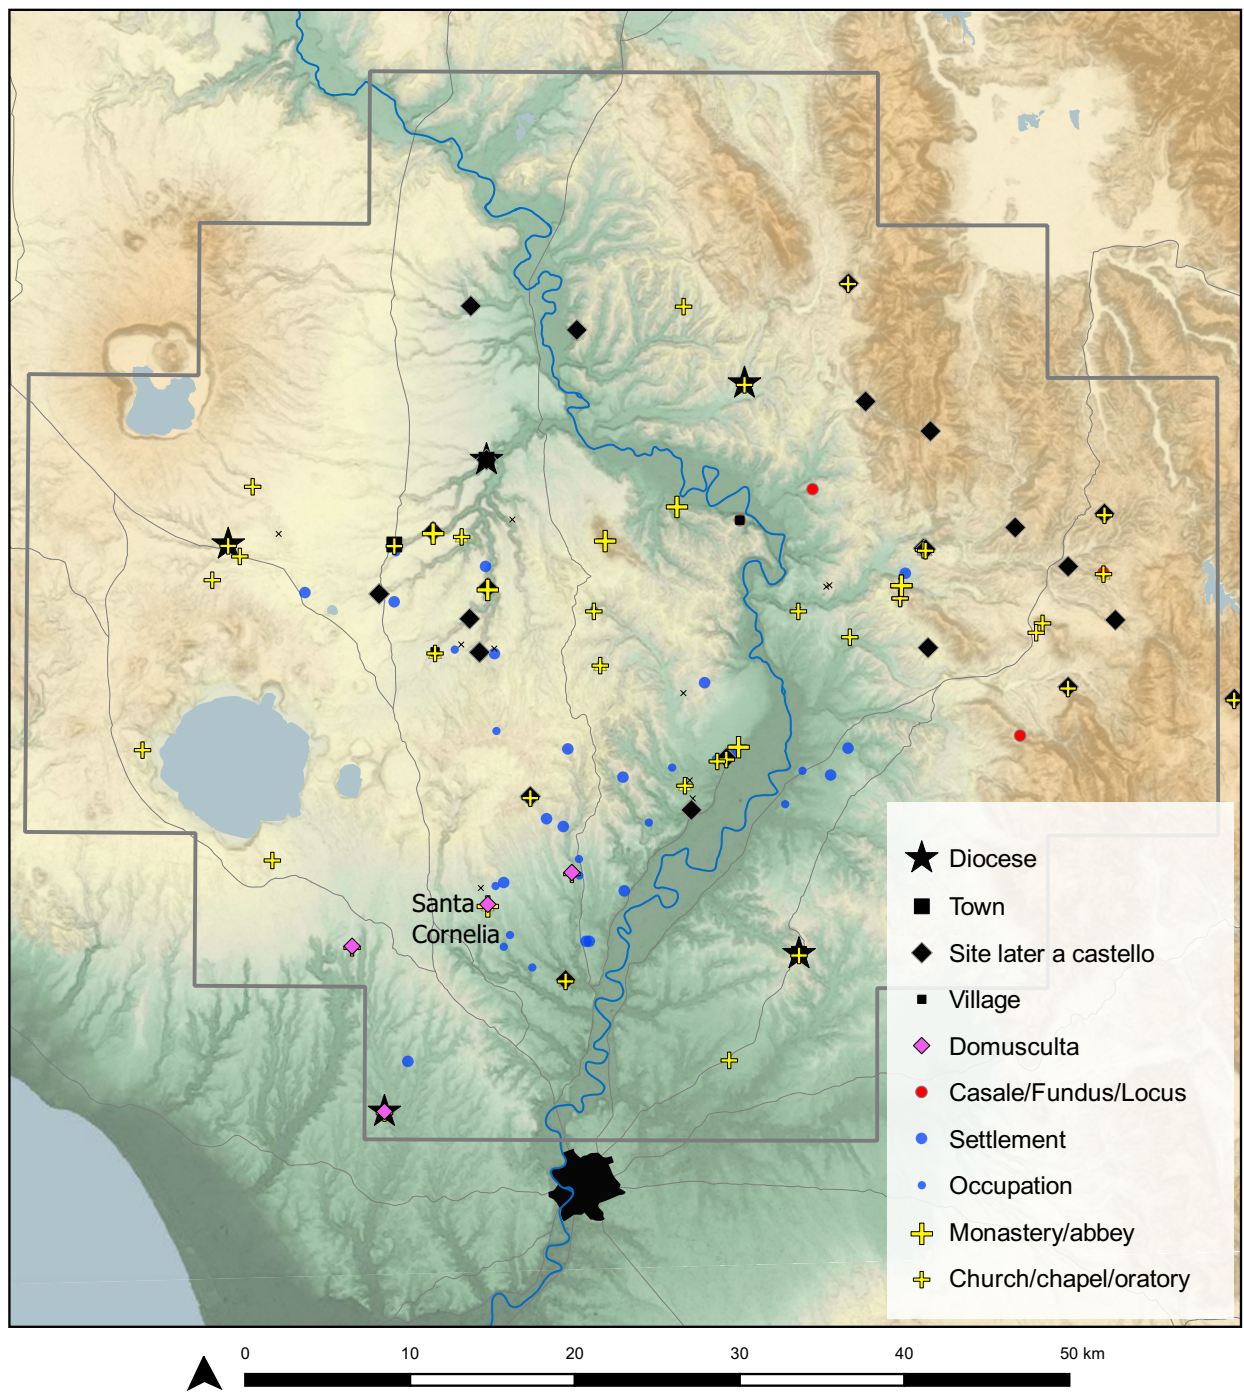 Santa
Cornelia
Diocese
Town
Site later a castello
Village
Domusculta
Casale/Fundus/Locus
Settlement
Occupation
Monastery/abbey
Church/chapel/oratory
0 10 20 30 40 50 km